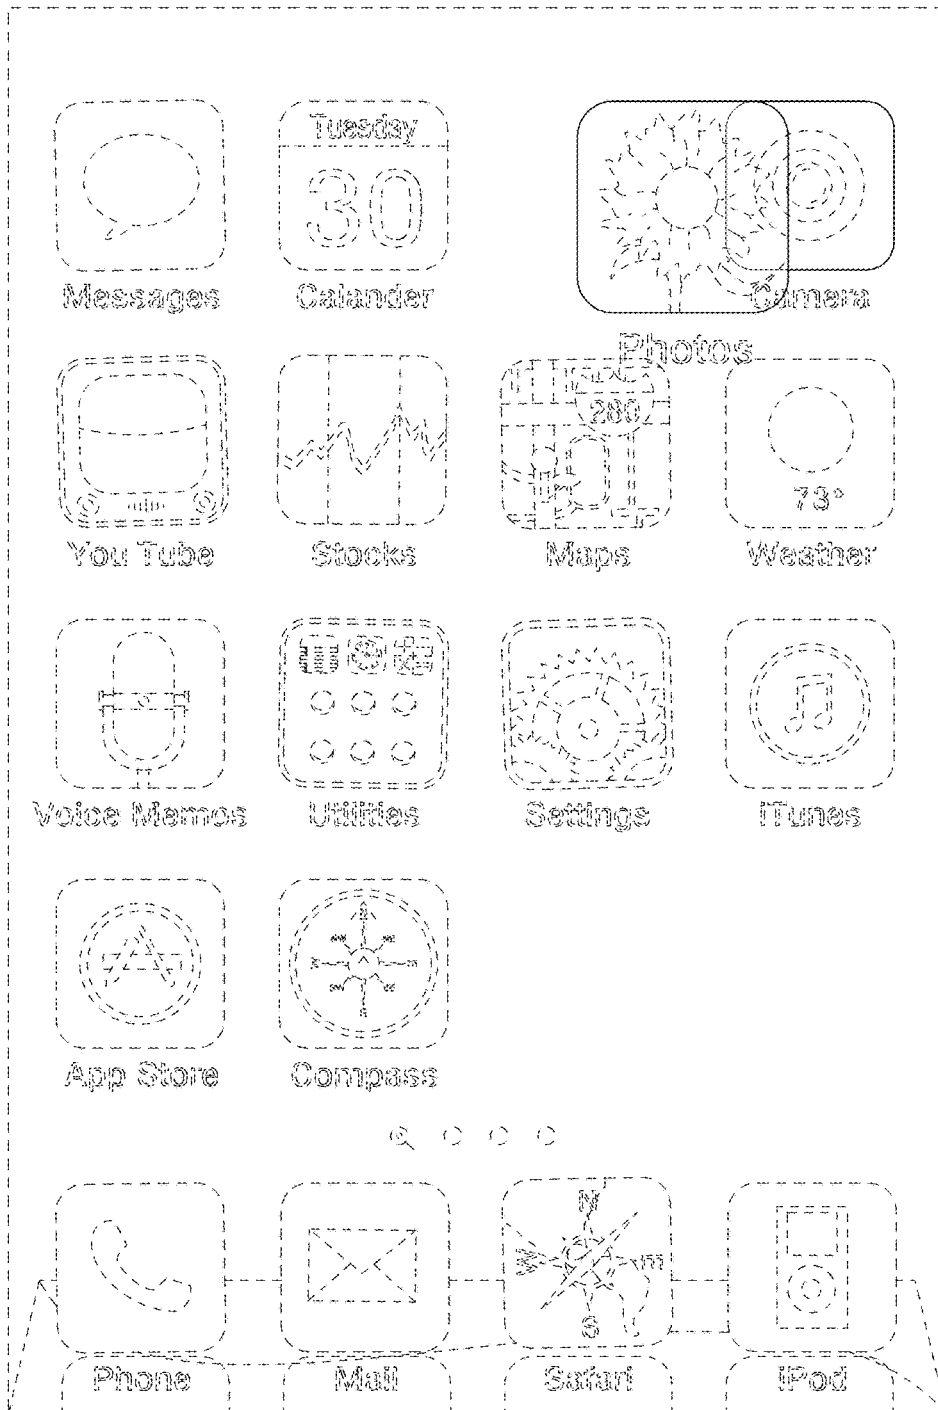 Tuesday
30
Messages
Calander
Camera
Photos
280
73°
You Tube
Stocks
Maps
Weather
Voice Memos
Utilities
Settings
iTunes
App Store
Compass
N
W
E
S
Phone
Mail
Safari
iPod